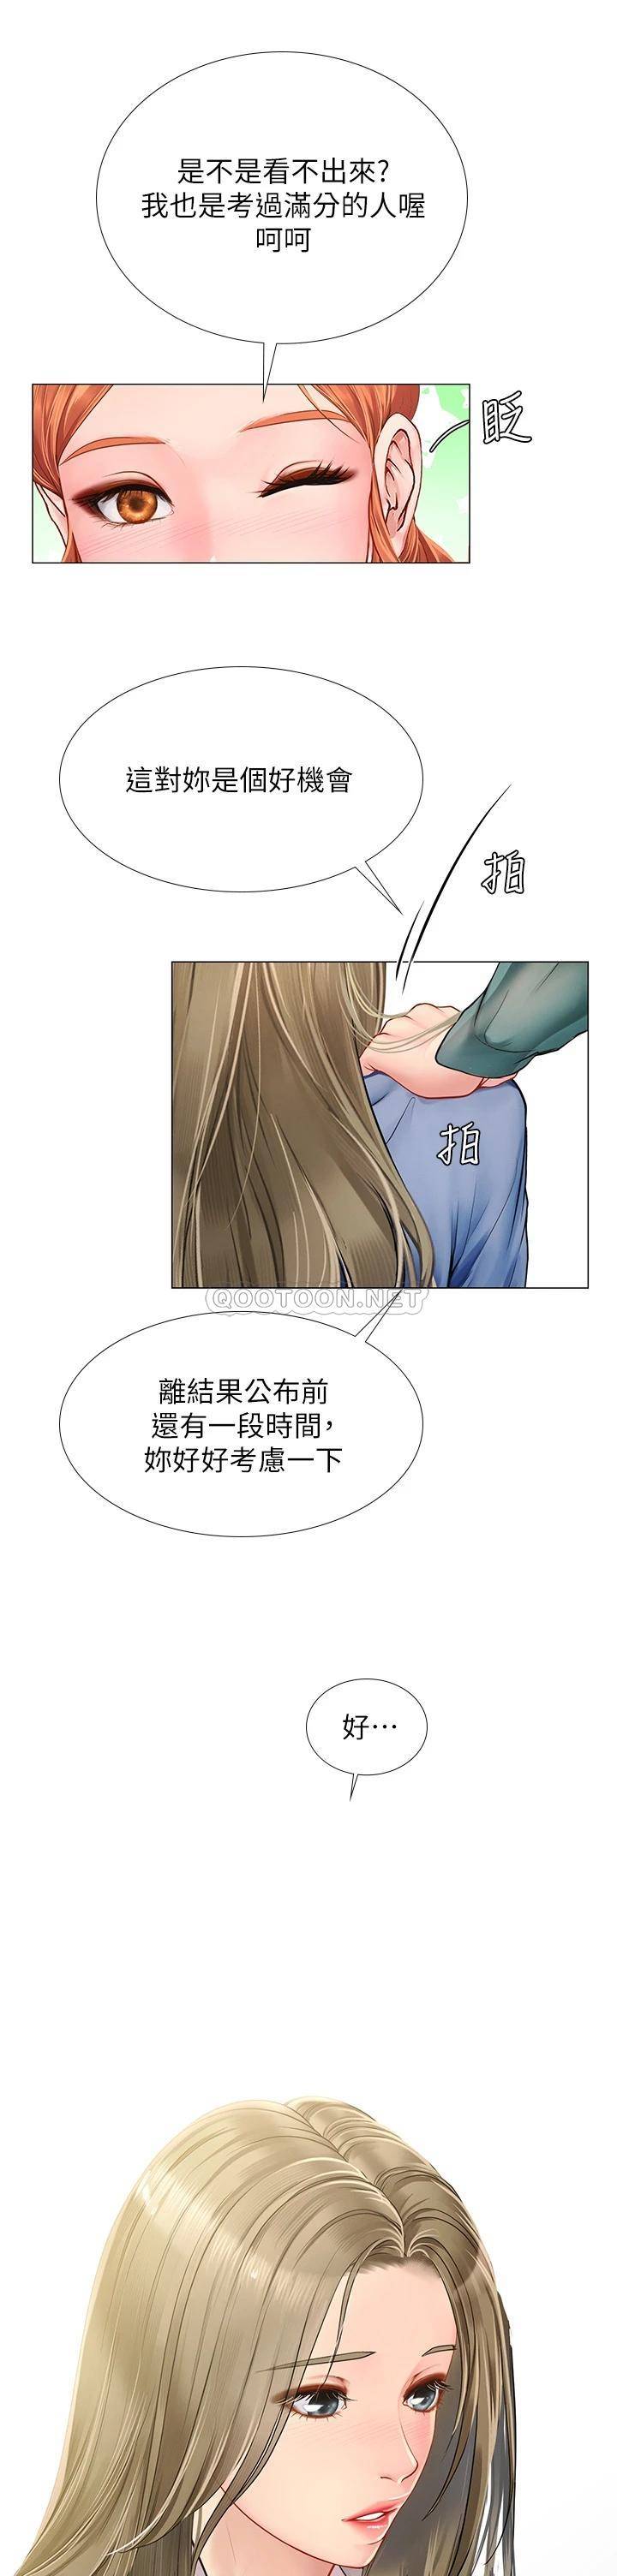 是不是看不出來?
我也是考過滿分的人喔
呵呵
眨
這對妳是個好機會
拍
拍
QOOTOON.NET
離結果公布前
還有一段時間,
妳好好考慮一下
好…